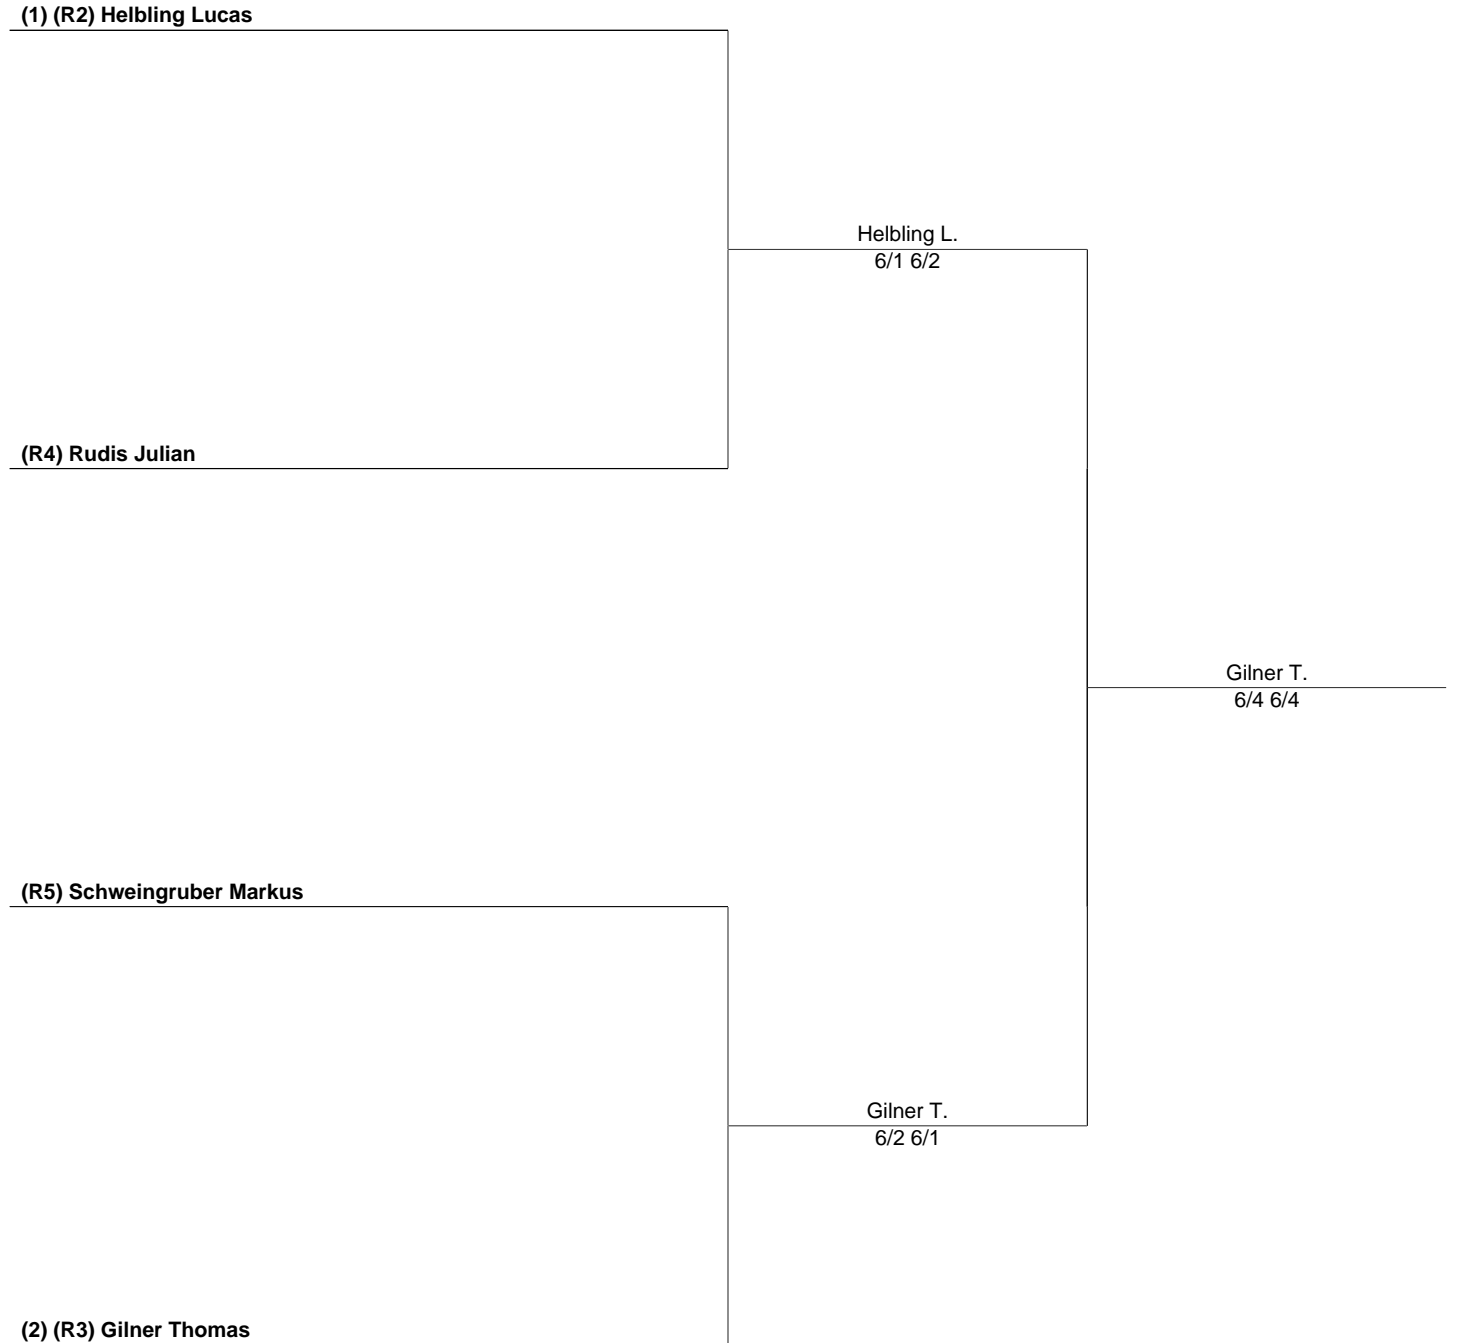 (1) (R2) Helbling Lucas
Helbling L.
6/1 6/2
(R4) Rudis Julian
Gilner T.
6/4 6/4
(R5) Schweingruber Markus
Gilner T.
6/2 6/1
(2) (R3) Gilner Thomas